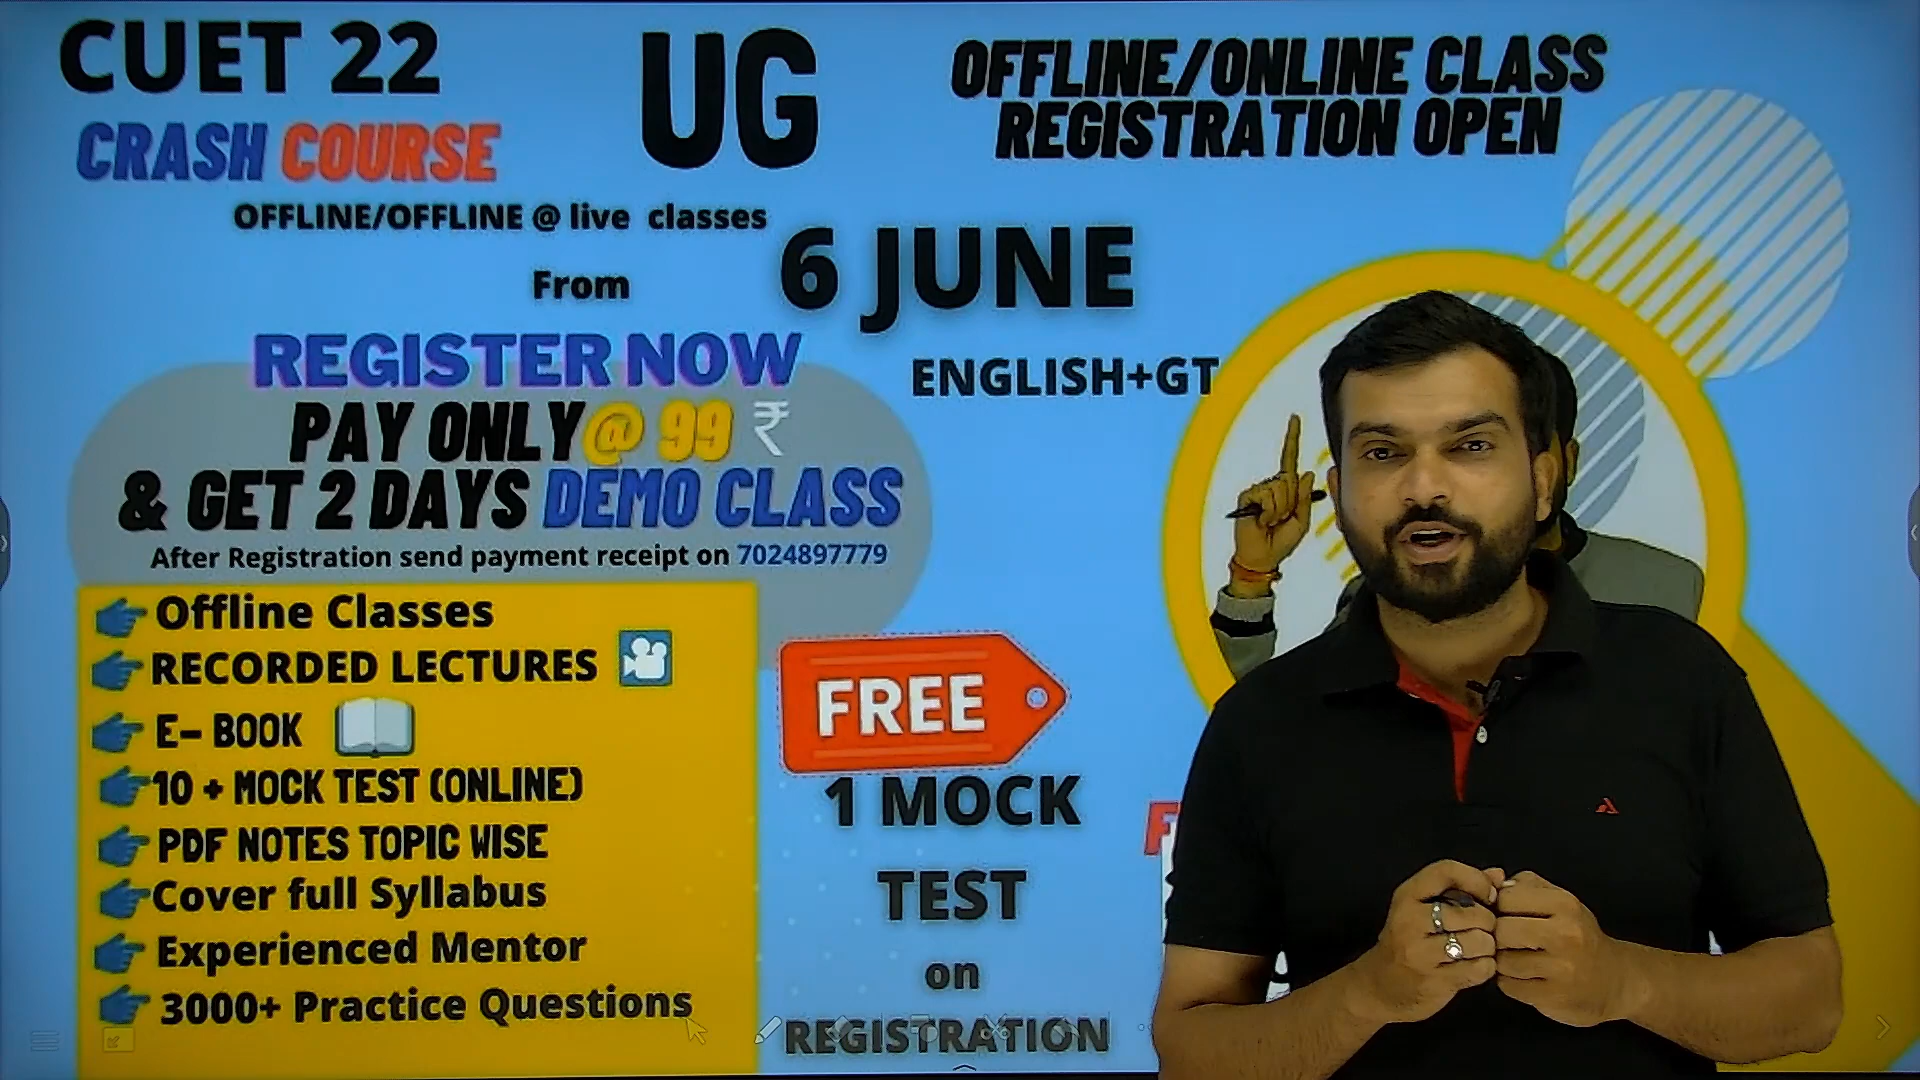 CUET 22
UG
OFFLINE/ONLINE CLASS
REGISTRATION OPEN
CRASH COURSE
OFFLINE/OFFLINE @ live classes
From
6 JUNE
REGISTER NOW
ENGLISH+GT
PAY ONLY@ 99 ₹
& GET 2 DAYS DEMO CLASS
After Registration send payment receipt on 7024897779
Offline Classes
RECORDED LECTURES
E- BOOK
10 + MOCK TEST (ONLINE)
PDF NOTES TOPIC WISE
Cover full Syllabus
Experienced Mentor
3000+ Practice Questions
FREE
1 MOCK
TEST
on
REGISTRATION